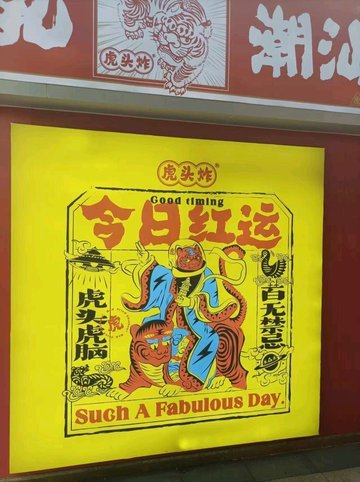 潮汕
虎头炸
虎头炸®
Good timing
今日红运
虎头虎脑
百无禁忌
虎
Such A Fabulous Day.